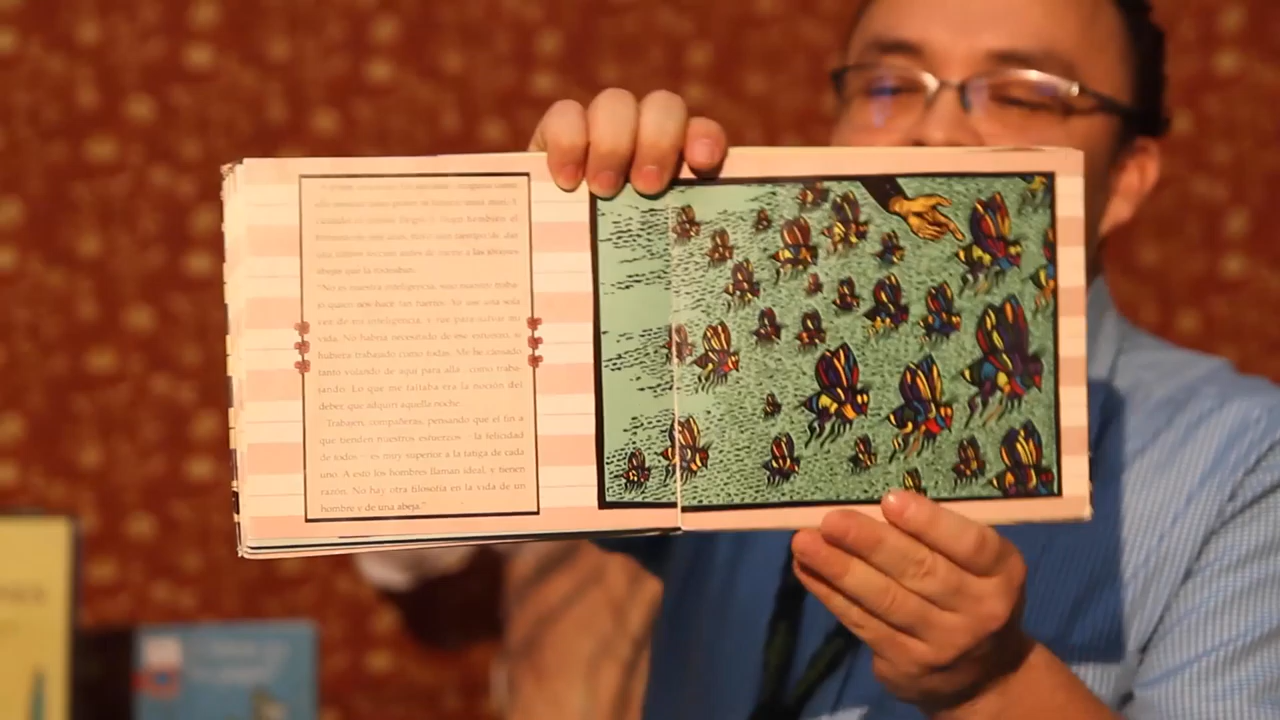 abejas que la rodeaban:
"No es nuestra inteligencia, sino nuestro traba-
jo quien nos hace tan fuertes. Yo usé una sola
vez de mi inteligencia, y fue para salvar mi
vida. No habría necesitado de ese esfuerzo, si
hubiera trabajado como todas. Me he cansado
tanto volando de aquí para allá como traba-
jando. Lo que me faltaba era la noción del
deber, que adquirí aquella noche.
Trabajen, compañeras, pensando que el fin a
que tienden nuestros esfuerzos —la felicidad
de todos— es muy superior a la fatiga de cada
uno. A esto los hombres llaman ideal, y tienen
razón. No hay otra filosofía en la vida de un
hombre y de una abeja."